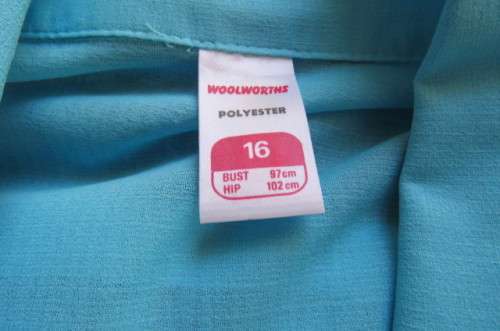 WOOLWORTHS
POLYESTER
16
BUST 97cm
HIP 102cm